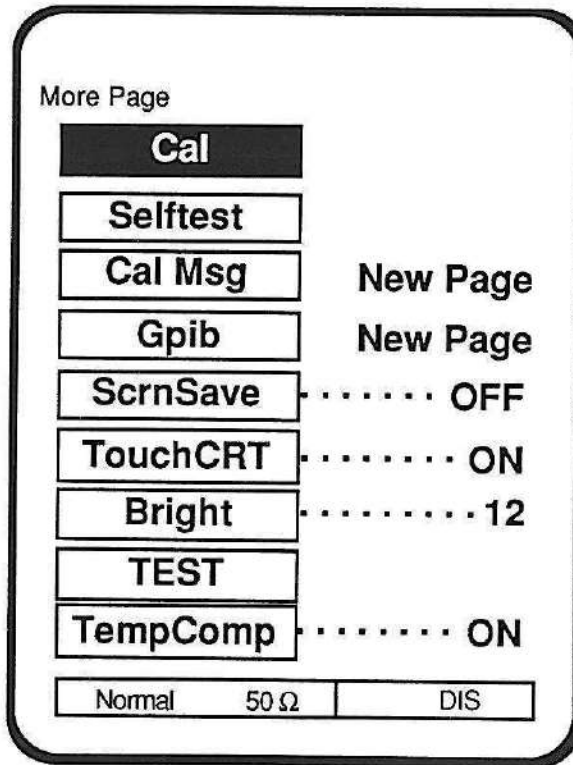 More Page
Cal
Selftest
Cal Msg New Page
Gpib New Page
ScrnSave ....... OFF
TouchCRT ........ ON
Bright ......... 12
TEST
TempComp ........ ON
Normal 50 Ω DIS